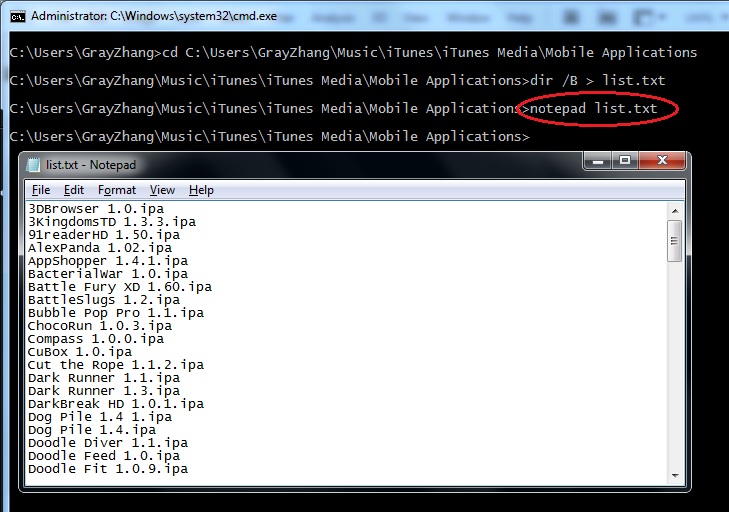 Administrator: C:\Windows\system32\cmd.exe
C:\Users\GrayZhang>cd C:\Users\GrayZhang\Music\iTunes\iTunes Media\Mobile Applications
C:\Users\GrayZhang\Music\iTunes\iTunes Media\Mobile Applications>dir /B > list.txt
C:\Users\GrayZhang\Music\iTunes\iTunes Media\Mobile Applications>notepad list.txt
C:\Users\GrayZhang\Music\iTunes\iTunes Media\Mobile Applications>
list.txt - Notepad
File Edit Format View Help
3DBrowser 1.0.ipa
3KingdomsTD 1.3.3.ipa
91readerHD 1.50.ipa
AlexPanda 1.02.ipa
AppShopper 1.4.1.ipa
BacterialWar 1.0.ipa
Battle Fury XD 1.60.ipa
BattleSlugs 1.2.ipa
Bubble Pop Pro 1.1.ipa
ChocoRun 1.0.3.ipa
Compass 1.0.0.ipa
CuBox 1.0.ipa
Cut the Rope 1.1.2.ipa
Dark Runner 1.1.ipa
Dark Runner 1.3.ipa
DarkBreak HD 1.0.1.ipa
Dog Pile 1.4 1.ipa
Dog Pile 1.4.ipa
Doodle Diver 1.1.ipa
Doodle Feed 1.0.ipa
Doodle Fit 1.0.9.ipa